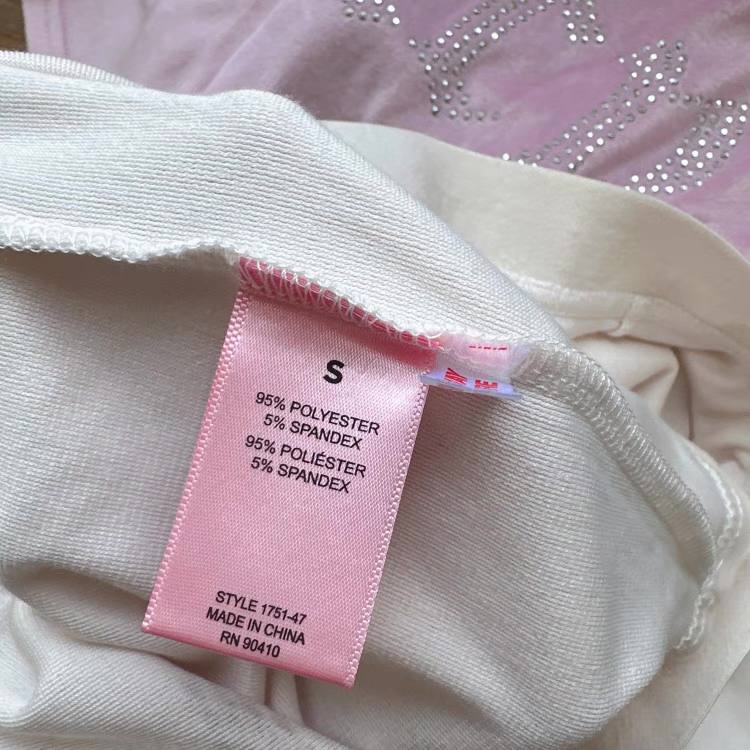 S
95% POLYESTER
5% SPANDEX
95% POLIÉSTER
5% SPANDEX
STYLE 1751-47
MADE IN CHINA
RN 90410